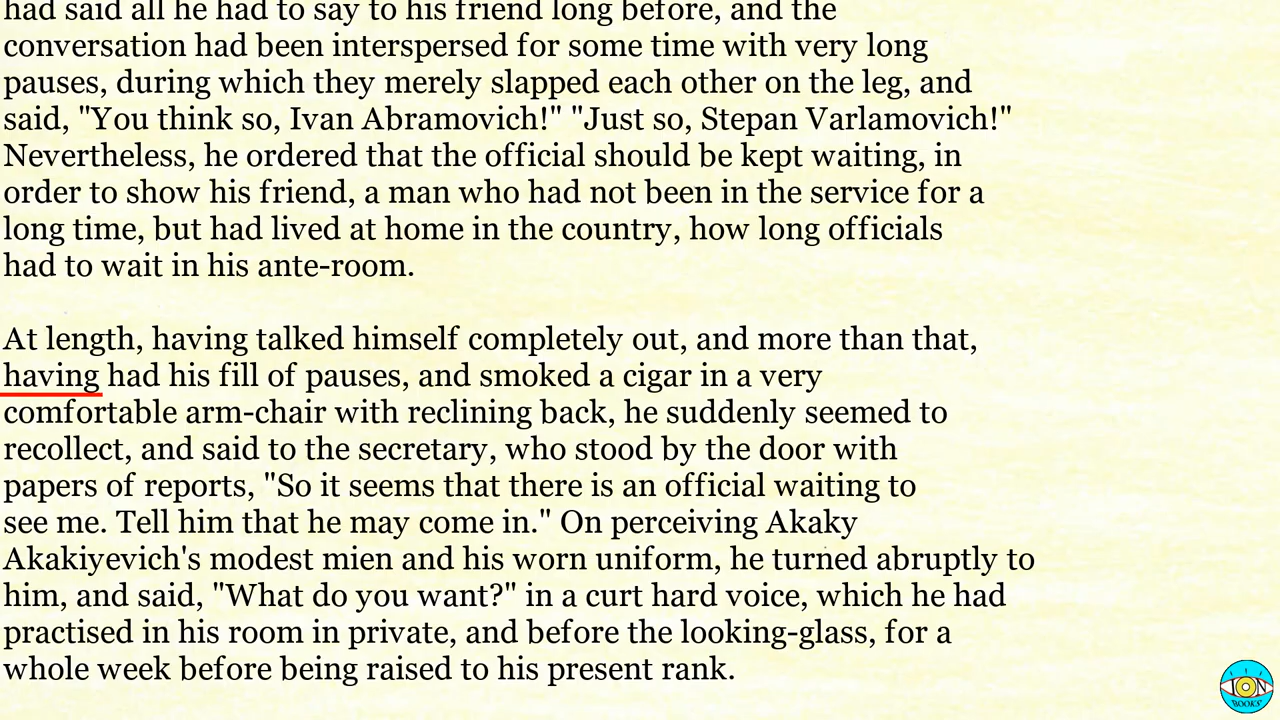 had said all he had to say to his friend long before, and the
conversation had been interspersed for some time with very long
pauses, during which they merely slapped each other on the leg, and
said, "You think so, Ivan Abramovich!" "Just so, Stepan Varlamovich!"
Nevertheless, he ordered that the official should be kept waiting, in
order to show his friend, a man who had not been in the service for a
long time, but had lived at home in the country, how long officials
had to wait in his ante-room.
At length, having talked himself completely out, and more than that,
having had his fill of pauses, and smoked a cigar in a very
comfortable arm-chair with reclining back, he suddenly seemed to
recollect, and said to the secretary, who stood by the door with
papers of reports, "So it seems that there is an official waiting to
see me. Tell him that he may come in." On perceiving Akaky
Akakiyevich's modest mien and his worn uniform, he turned abruptly to
him, and said, "What do you want?" in a curt hard voice, which he had
practised in his room in private, and before the looking-glass, for a
whole week before being raised to his present rank.
ION
BOOKS